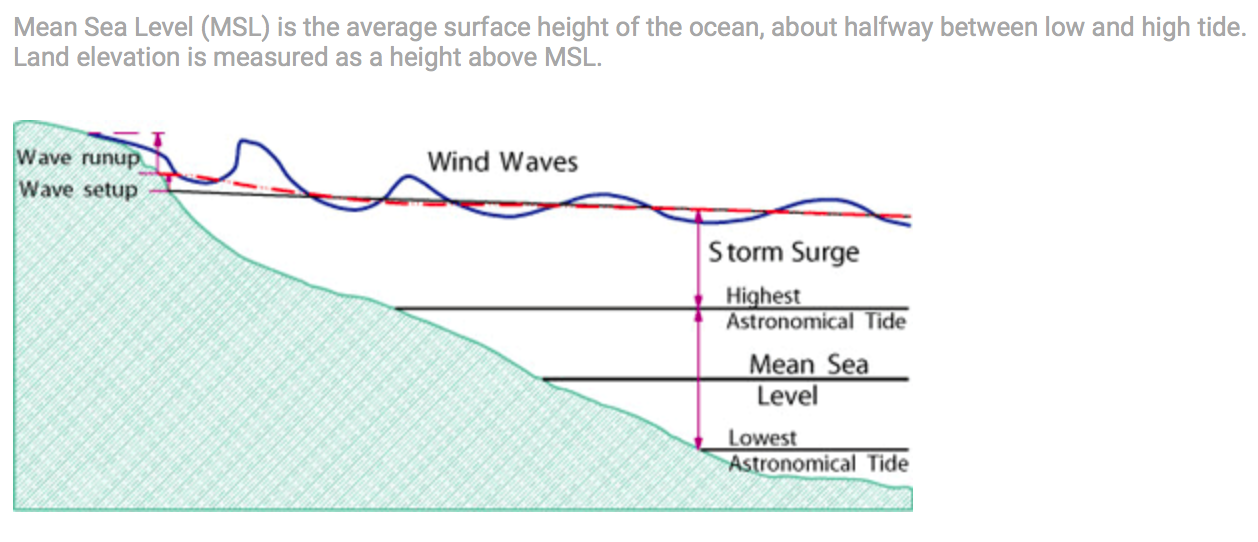 Mean Sea Level (MSL) is the average surface height of the ocean, about halfway between low and high tide.
Land elevation is measured as a height above MSL.
Wave runup
Wind Waves
Wave setup
Storm Surge
Highest
Astronomical Tide
Mean Sea
Level
Lowest
Astronomical Tide